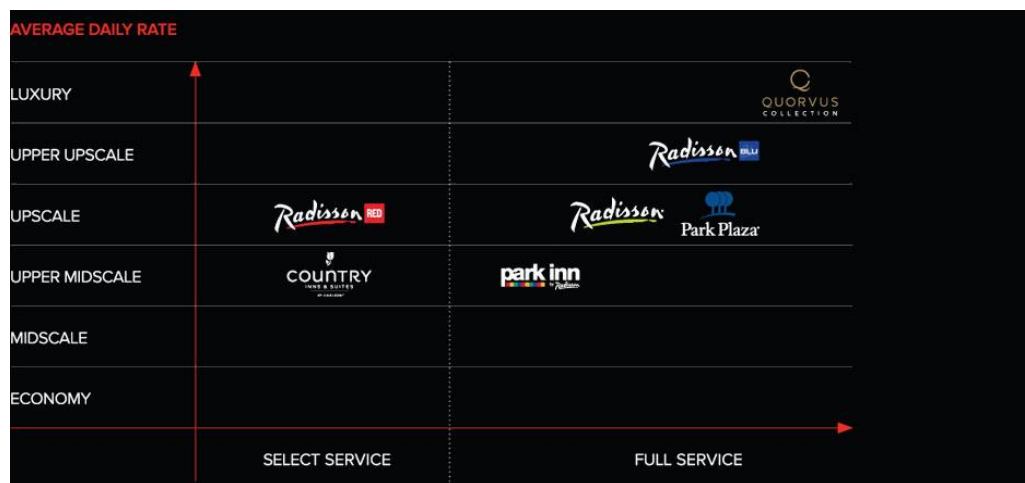 AVERAGE DAILY RATE
LUXURY
QUORVUS
COLLECTION
UPPER UPSCALE
Radisson BLU
UPSCALE
Radisson RED
Radisson
Park Plaza
UPPER MIDSCALE
COUNTRY
INNS & SUITES
park inn
by Radisson
MIDSCALE
ECONOMY
SELECT SERVICE
FULL SERVICE